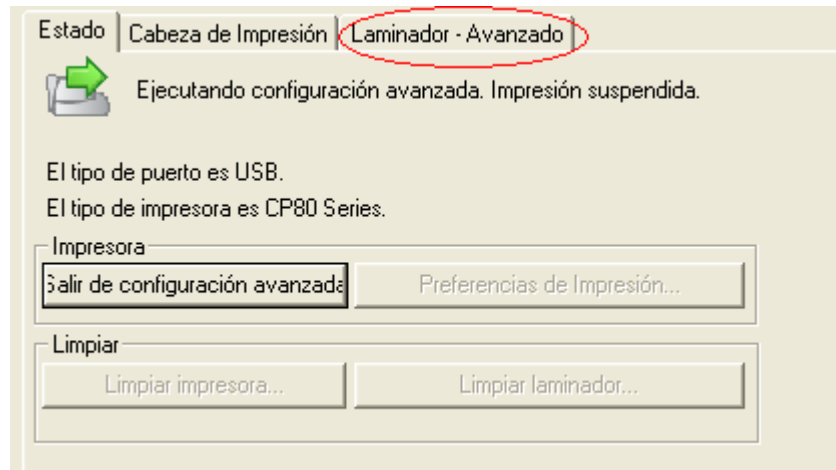 Estado Cabeza de Impresión Laminador - Avanzado
Ejecutando configuración avanzada. Impresión suspendida.
El tipo de puerto es USB.
El tipo de impresora es CP80 Series.
Impresora
Salir de configuración avanzada Preferencias de Impresión...
Limpiar
Limpiar impresora... Limpiar laminador...